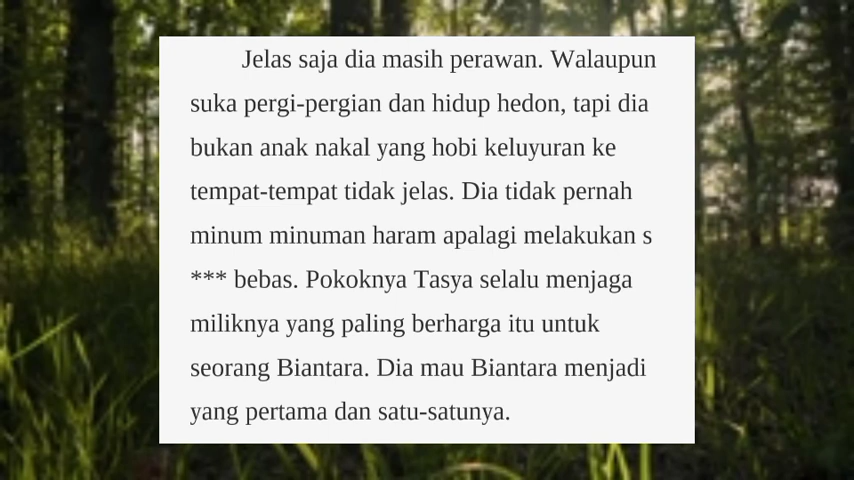 Jelas saja dia masih perawan. Walaupun
suka pergi-pergian dan hidup hedon, tapi dia
bukan anak nakal yang hobi keluyuran ke
tempat-tempat tidak jelas. Dia tidak pernah
minum minuman haram apalagi melakukan s
*** bebas. Pokoknya Tasya selalu menjaga
miliknya yang paling berharga itu untuk
seorang Biantara. Dia mau Biantara menjadi
yang pertama dan satu-satunya.